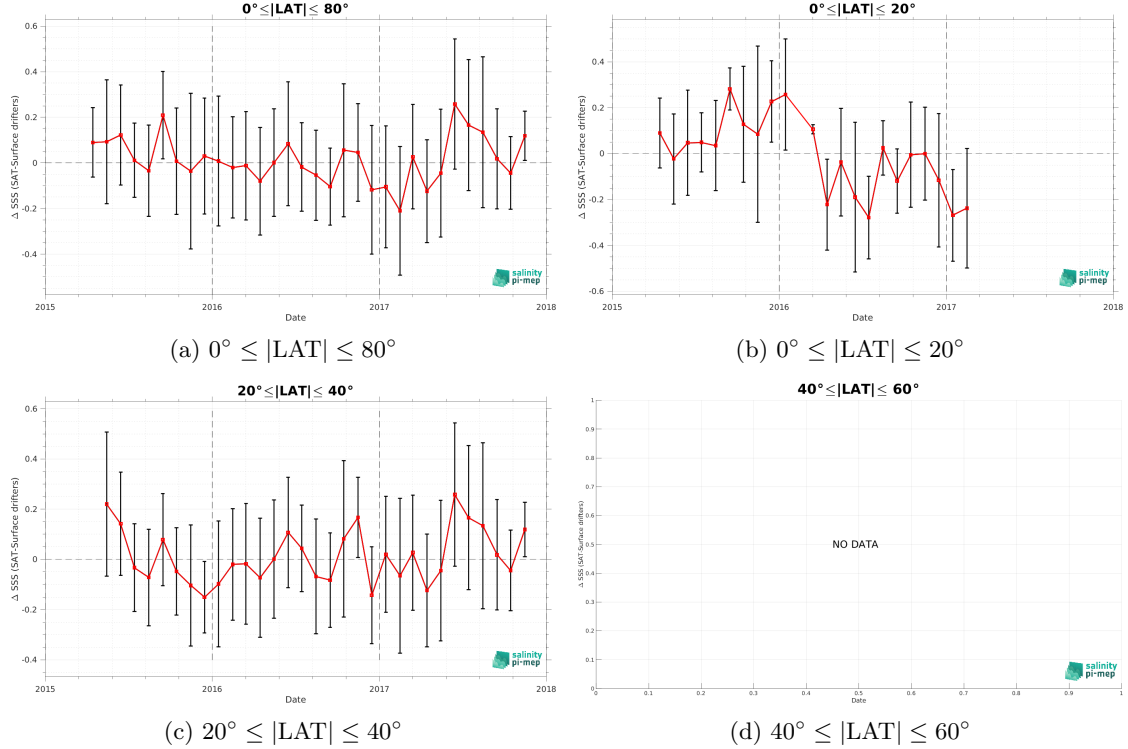 0°≤|LAT|≤ 80°
0.6
0.4
0.2
0
-0.2
-0.4
Δ SSS (SAT-Surface drifters)
salinity
pi-mep
2015
2016
2017
2018
Date
(a) 0° ≤ |LAT| ≤ 80°
0°≤|LAT|≤ 20°
0.4
0.2
0
-0.2
-0.4
-0.6
Δ SSS (SAT-Surface drifters)
salinity
pi-mep
2015
2016
2017
2018
Date
(b) 0° ≤ |LAT| ≤ 20°
20°≤|LAT|≤ 40°
0.6
0.4
0.2
0
-0.2
-0.4
Δ SSS (SAT-Surface drifters)
salinity
pi-mep
2015
2016
2017
2018
Date
(c) 20° ≤ |LAT| ≤ 40°
40°≤|LAT|≤ 60°
1
0.9
0.8
0.7
0.6
0.5
0.4
0.3
0.2
0.1
0
Δ SSS (SAT-Surface drifters)
NO DATA
salinity
pi-mep
0
0.1
0.2
0.3
0.4
0.5
0.6
0.7
0.8
0.9
1
Date
(d) 40° ≤ |LAT| ≤ 60°